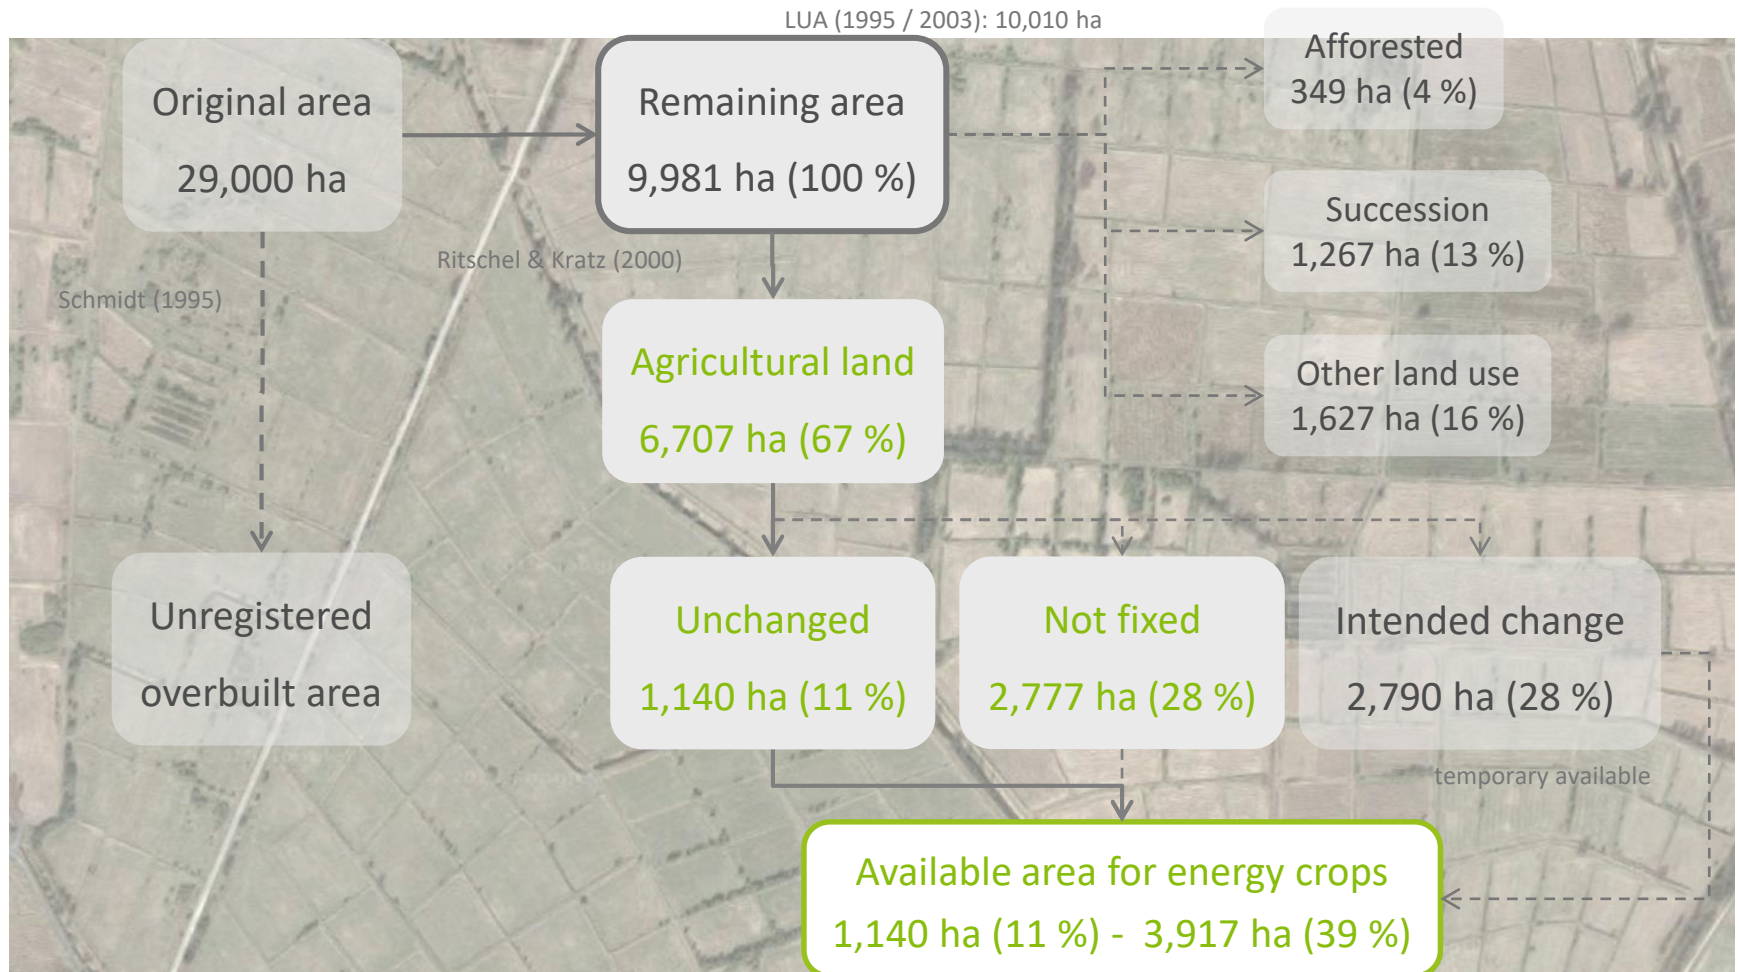 LUA (1995 / 2003): 10,010 ha
Original area
29,000 ha
Remaining area
9,981 ha (100 %)
Afforested
349 ha (4 %)
Succession
1,267 ha (13 %)
Ritschel & Kratz (2000)
Schmidt (1995)
Agricultural land
6,707 ha (67 %)
Other land use
1,627 ha (16 %)
Unregistered
overbuilt area
Unchanged
1,140 ha (11 %)
Not fixed
2,777 ha (28 %)
Intended change
2,790 ha (28 %)
temporary available
Available area for energy crops
1,140 ha (11 %) - 3,917 ha (39 %)